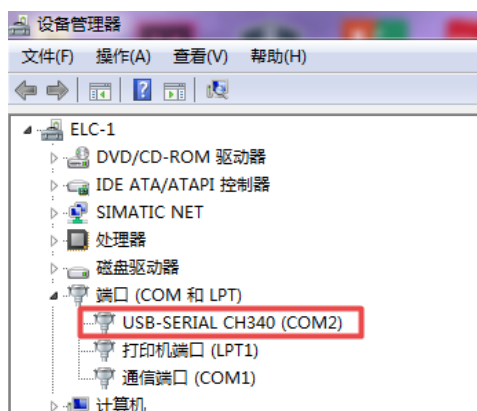 设备管理器
文件(F) 操作(A) 查看(V) 帮助(H)
ELC-1
DVD/CD-ROM 驱动器
IDE ATA/ATAPI 控制器
SIMATIC NET
处理器
磁盘驱动器
端口 (COM 和 LPT)
USB-SERIAL CH340 (COM2)
打印机端口 (LPT1)
通信端口 (COM1)
计算机